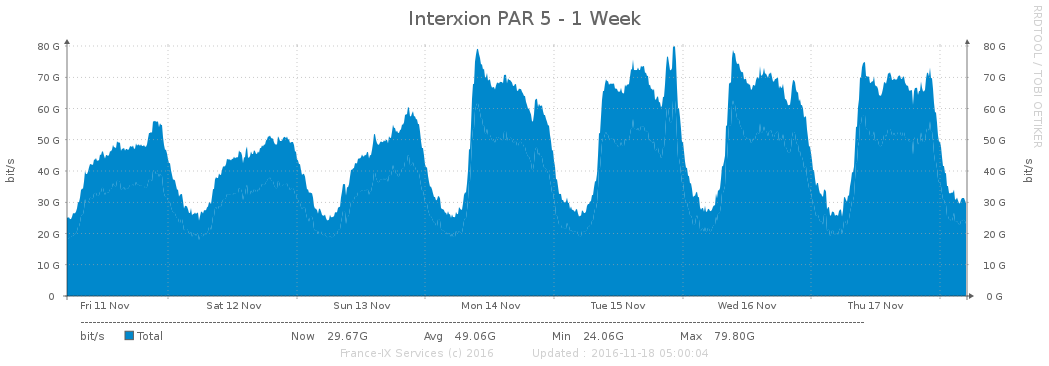 Interxion PAR 5 - 1 Week
RRDTOOL / TOBI OETIKER
bit/s
80 G
70 G
60 G
50 G
40 G
30 G
20 G
10 G
0
80 G
70 G
60 G
50 G
40 G
30 G
20 G
10 G
0 G
bit/s
Fri 11 Nov Sat 12 Nov Sun 13 Nov Mon 14 Nov Tue 15 Nov Wed 16 Nov Thu 17 Nov
bit/s Total Now 29.67G Avg 49.06G Min 24.06G Max 79.80G
France-IX Services (c) 2016 Updated : 2016-11-18 05:00:04